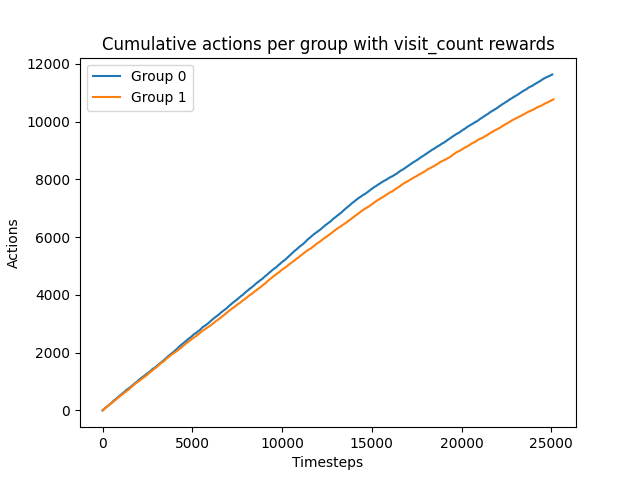 Cumulative actions per group with visit_count rewards
Group 0
Group 1
12000
10000
8000
6000
4000
2000
0
Actions
0 5000 10000 15000 20000 25000
Timesteps